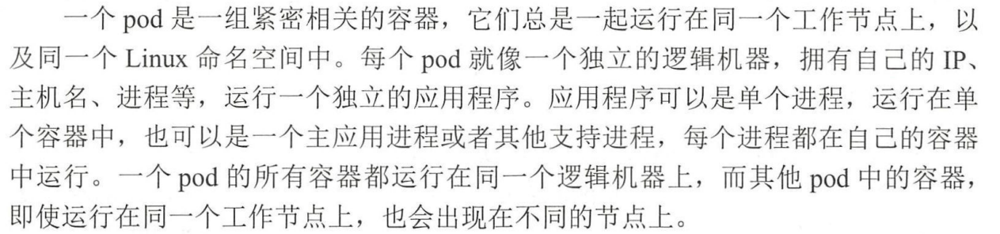 一个 pod 是一组紧密相关的容器，它们总是一起运行在同一个工作节点上，以
及同一个 Linux 命名空间中。每个 pod 就像一个独立的逻辑机器，拥有自己的 IP、
主机名、进程等，运行一个独立的应用程序。应用程序可以是单个进程，运行在单
个容器中，也可以是一个主应用进程或者其他支持进程，每个进程都在自己的容器
中运行。一个 pod 的所有容器都运行在同一个逻辑机器上，而其他 pod 中的容器，
即使运行在同一个工作节点上，也会出现在不同的节点上。